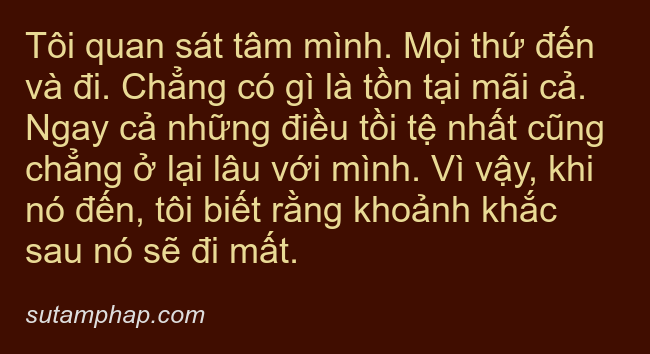 Tôi quan sát tâm mình. Mọi thứ đến
và đi. Chẳng có gì là tồn tại mãi cả.
Ngay cả những điều tồi tệ nhất cũng
chẳng ở lại lâu với mình. Vì vậy, khi
nó đến, tôi biết rằng khoảnh khắc
sau nó sẽ đi mất.
sutamphap.com